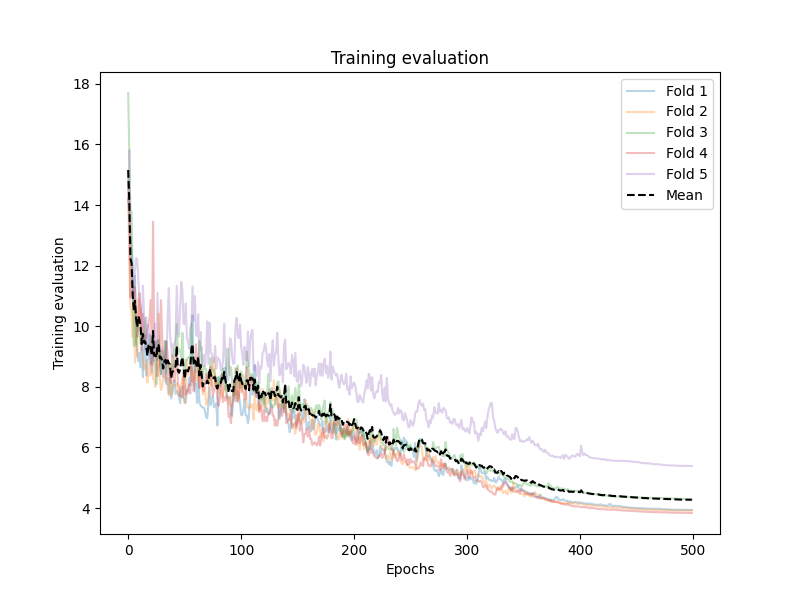 Training evaluation
18
16
14
12
10
8
6
4
Training evaluation
0
100
200
300
400
500
Epochs
Fold 1
Fold 2
Fold 3
Fold 4
Fold 5
Mean